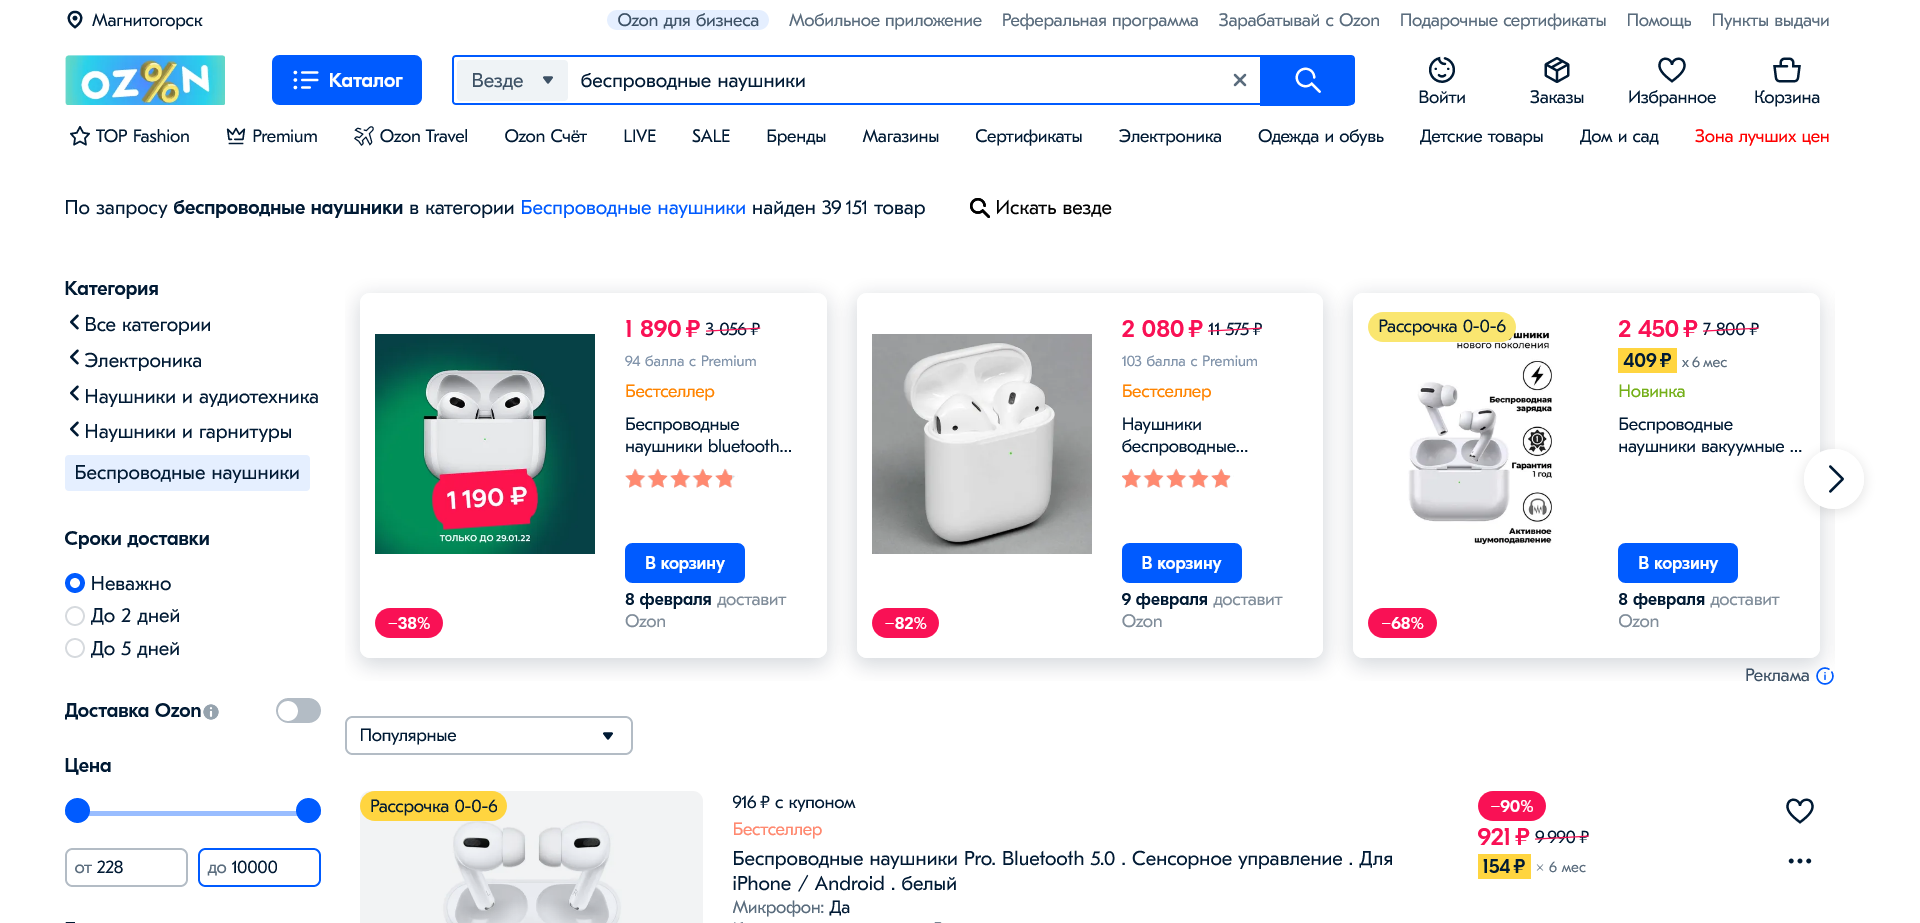 Магнитогорск
Ozon для бизнеса Мобильное приложение Реферальная программа Зарабатывай с Ozon Подарочные сертификаты Помощь Пункты выдачи
OZ%N
Каталог
Везде беспроводные наушники
Войти Заказы Избранное Корзина
TOP Fashion Premium Ozon Travel Ozon Счёт LIVE SALE Бренды Магазины Сертификаты Электроника Одежда и обувь Детские товары Дом и сад Зона лучших цен
По запросу беспроводные наушники в категории Беспроводные наушники найден 39 151 товар Искать везде
Категория
Все категории
Электроника
Наушники и аудиотехника
Наушники и гарнитуры
Беспроводные наушники
Сроки доставки
Неважно
До 2 дней
До 5 дней
Доставка Ozon
Цена
от 228 до 10000
1 190 ₽
ТОЛЬКО ДО 29.01.22
−38%
1 890 ₽ 3 056 ₽
94 балла с Premium
Бестселлер
Беспроводные
наушники bluetooth...
В корзину
8 февраля доставит
Ozon
−82%
2 080 ₽ 11 575 ₽
103 балла с Premium
Бестселлер
Наушники
беспроводные...
В корзину
9 февраля доставит
Ozon
Рассрочка 0-0-6
нового поколения
Беспроводная
зарядка
Гарантия
1 год
Активное
шумоподавление
−68%
2 450 ₽ 7 800 ₽
409 ₽ x 6 мес
Новинка
Беспроводные
наушники вакуумные ...
В корзину
8 февраля доставит
Ozon
Реклама
Популярные
Рассрочка 0-0-6
916 ₽ с купоном
Бестселлер
Беспроводные наушники Pro. Bluetooth 5.0 . Сенсорное управление . Для
iPhone / Android . белый
Микрофон: Да
−90%
921 ₽ 9 990 ₽
154 ₽ × 6 мес